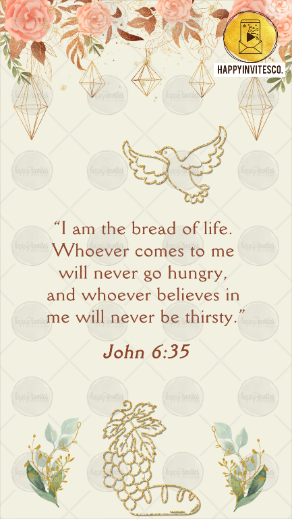 HAPPYINVITESCO.
“I am the bread of life.
Whoever comes to me
will never go hungry,
and whoever believes in
me will never be thirsty.”
John 6:35